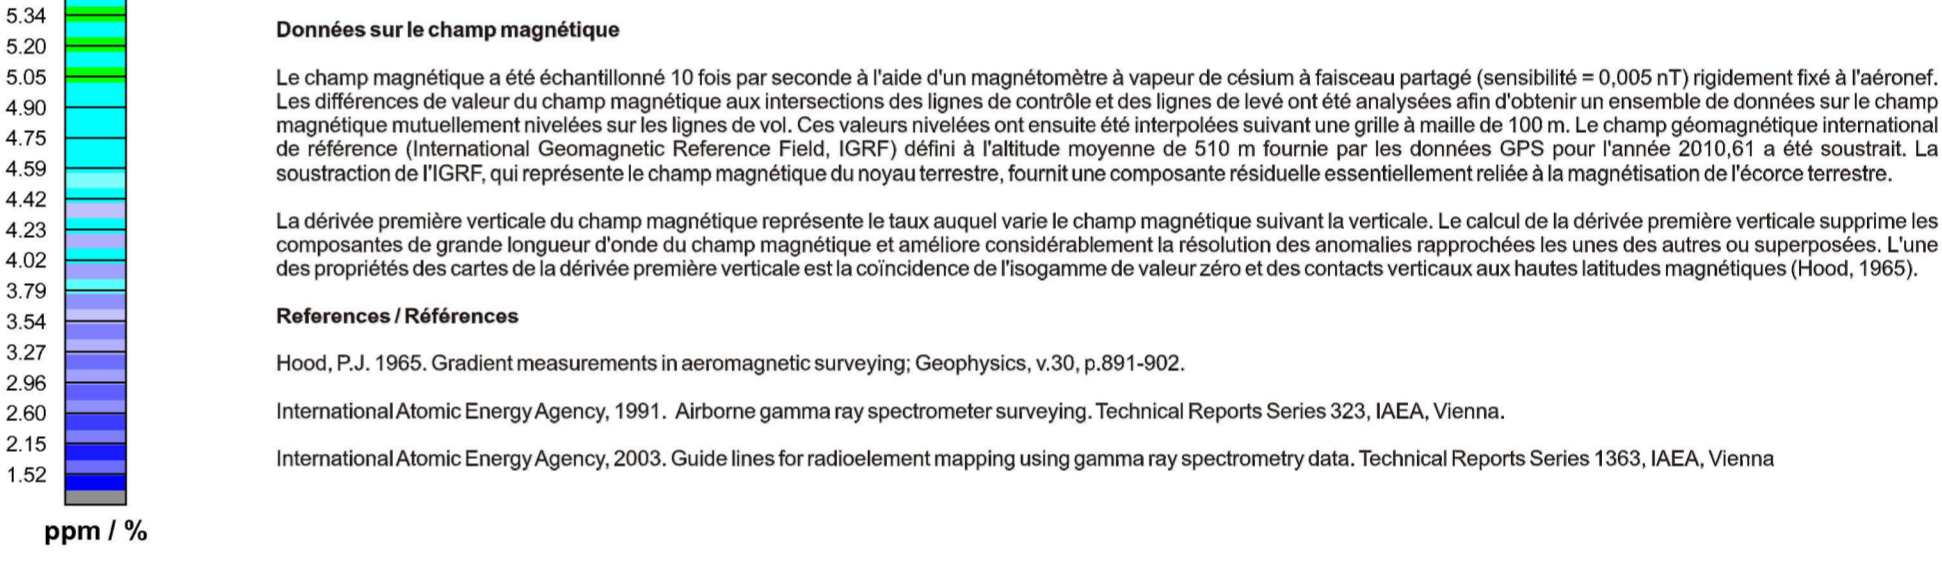 5.34
5.20
5.05
4.90
4.75
4.59
4.42
4.23
4.02
3.79
3.54
3.27
2.96
2.60
2.15
1.52
ppm / %
Données sur le champ magnétique
Le champ magnétique a été échantillonné 10 fois par seconde à l'aide d'un magnétomètre à vapeur de césium à faisceau partagé (sensibilité = 0,005 nT) rigidement fixé à l'aéronef.
Les différences de valeur du champ magnétique aux intersections des lignes de contrôle et des lignes de levé ont été analysées afin d'obtenir un ensemble de données sur le champ
magnétique mutuellement nivelées sur les lignes de vol. Ces valeurs nivelées ont ensuite été interpolées suivant une grille à maille de 100 m. Le champ géomagnétique international
de référence (International Geomagnetic Reference Field, IGRF) défini à l'altitude moyenne de 510 m fournie par les données GPS pour l'année 2010,61 a été soustrait. La
soustraction de l'IGRF, qui représente le champ magnétique du noyau terrestre, fournit une composante résiduelle essentiellement reliée à la magnétisation de l'écorce terrestre.
La dérivée première verticale du champ magnétique représente le taux auquel varie le champ magnétique suivant la verticale. Le calcul de la dérivée première verticale supprime les
composantes de grande longueur d'onde du champ magnétique et améliore considérablement la résolution des anomalies rapprochées les unes des autres ou superposées. L'une
des propriétés des cartes de la dérivée première verticale est la coïncidence de l'isogamme de valeur zéro et des contacts verticaux aux hautes latitudes magnétiques (Hood, 1965).
References / Références
Hood, P.J. 1965. Gradient measurements in aeromagnetic surveying; Geophysics, v.30, p.891-902.
International Atomic Energy Agency, 1991. Airborne gamma ray spectrometer surveying. Technical Reports Series 323, IAEA, Vienna.
International Atomic Energy Agency, 2003. Guide lines for radioelement mapping using gamma ray spectrometry data. Technical Reports Series 1363, IAEA, Vienna